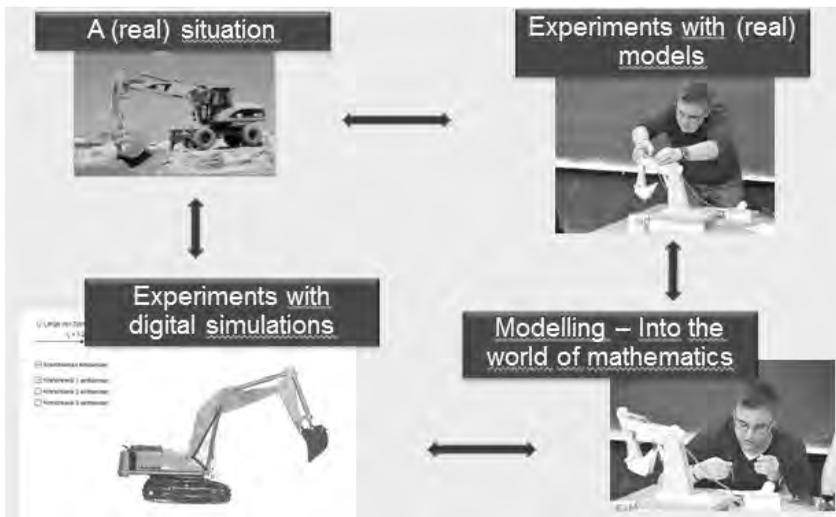 A (real) situation
Experiments with (real)
models
Experiments with
digital simulations
Modelling – Into the
world of mathematics